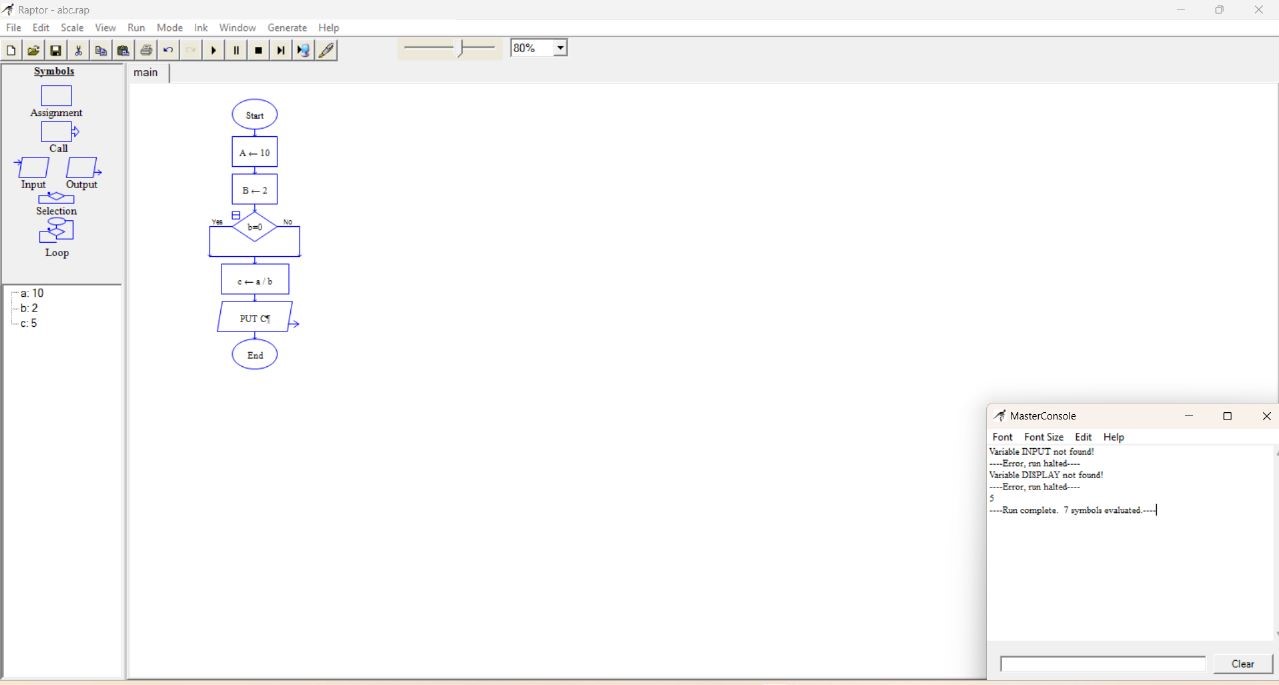 Raptor - abc.rap
File Edit Scale View Run Mode Ink Window Generate Help
80%
Symbols
Assignment
Call
Input Output
Selection
Loop
a: 10
b: 2
c: 5
main
Start
A ← 10
B ← 2
Yes b=0 No
c ← a / b
PUT C¶
End
MasterConsole
Font Font Size Edit Help
Variable INPUT not found!
----Error, run halted----
Variable DISPLAY not found!
----Error, run halted----
5
----Run complete. 7 symbols evaluated.----
Clear